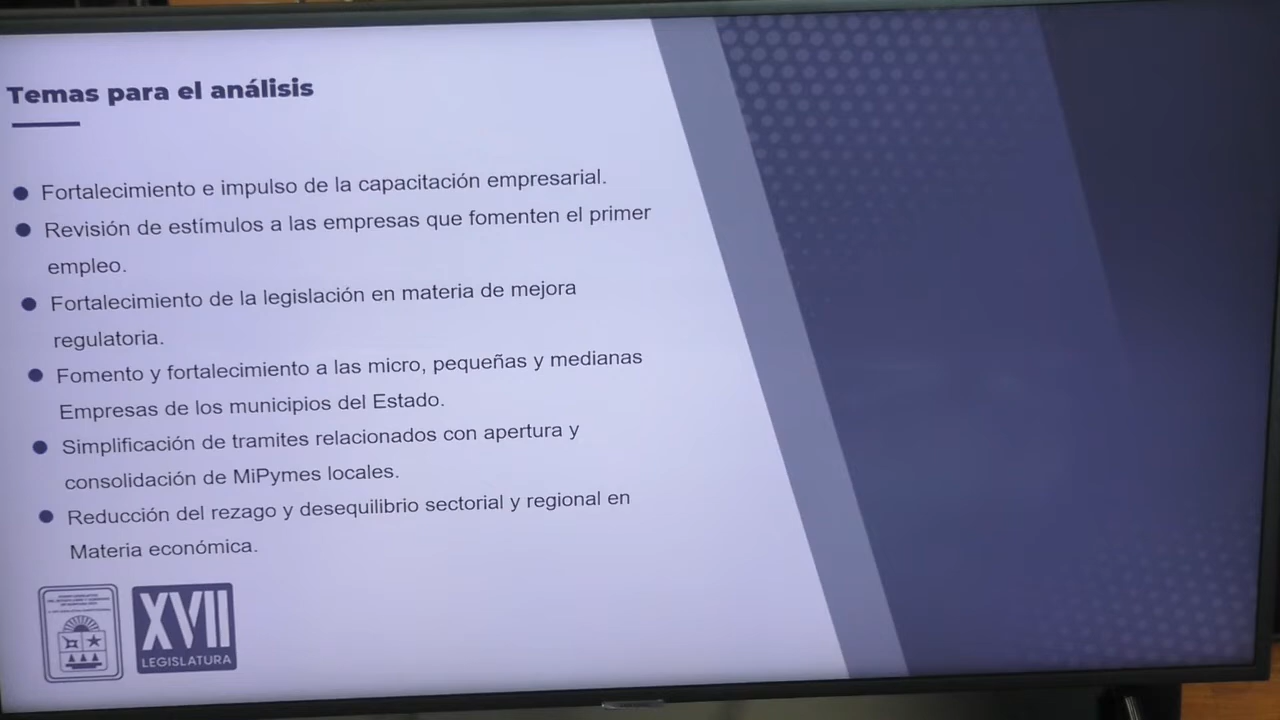 Temas para el análisis
Fortalecimiento e impulso de la capacitación empresarial.
Revisión de estímulos a las empresas que fomenten el primer
empleo.
Fortalecimiento de la legislación en materia de mejora
regulatoria.
Fomento y fortalecimiento a las micro, pequeñas y medianas
Empresas de los municipios del Estado.
Simplificación de tramites relacionados con apertura y
consolidación de MiPymes locales.
Reducción del rezago y desequilibrio sectorial y regional en
Materia económica.
XVII
LEGISLATURA